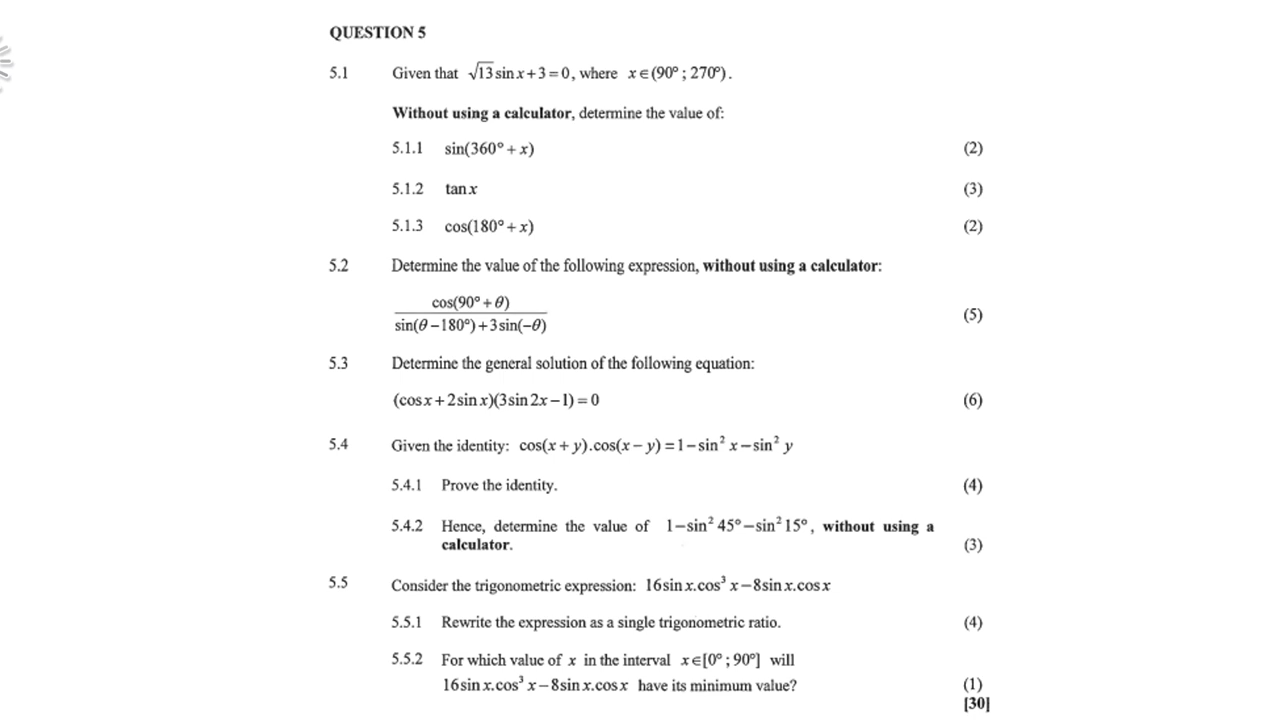 QUESTION 5
5.1 Given that √13 sin x + 3 = 0, where x ∈ (90° ; 270°).
Without using a calculator, determine the value of:
5.1.1 sin(360° + x) (2)
5.1.2 tan x (3)
5.1.3 cos(180° + x) (2)
5.2 Determine the value of the following expression, without using a calculator:
cos(90° + θ)
sin(θ − 180°) + 3sin(−θ) (5)
5.3 Determine the general solution of the following equation:
(cos x + 2sin x)(3sin 2x − 1) = 0 (6)
5.4 Given the identity: cos(x + y).cos(x − y) = 1 − sin² x − sin² y
5.4.1 Prove the identity. (4)
5.4.2 Hence, determine the value of 1 − sin² 45° − sin² 15°, without using a
calculator. (3)
5.5 Consider the trigonometric expression: 16sin x.cos³ x − 8sin x.cos x
5.5.1 Rewrite the expression as a single trigonometric ratio. (4)
5.5.2 For which value of x in the interval x ∈ [0° ; 90°] will
16sin x.cos³ x − 8sin x.cos x have its minimum value? (1)
[30]